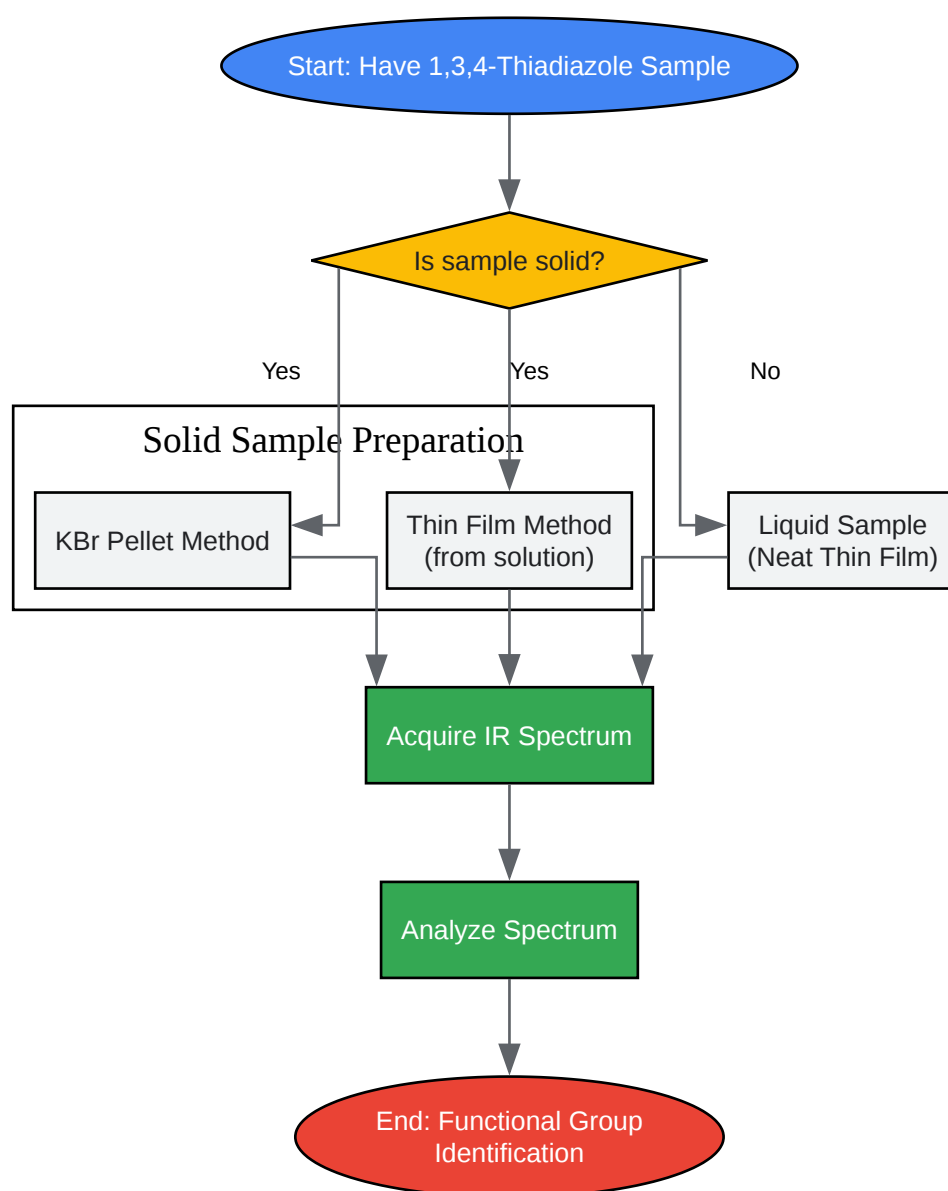 Start: Have 1,3,4-Thiadiazole Sample
Is sample solid?
Yes
Yes
No
Solid Sample Preparation
KBr Pellet Method
Thin Film Method
(from solution)
Liquid Sample
(Neat Thin Film)
Acquire IR Spectrum
Analyze Spectrum
End: Functional Group
Identification